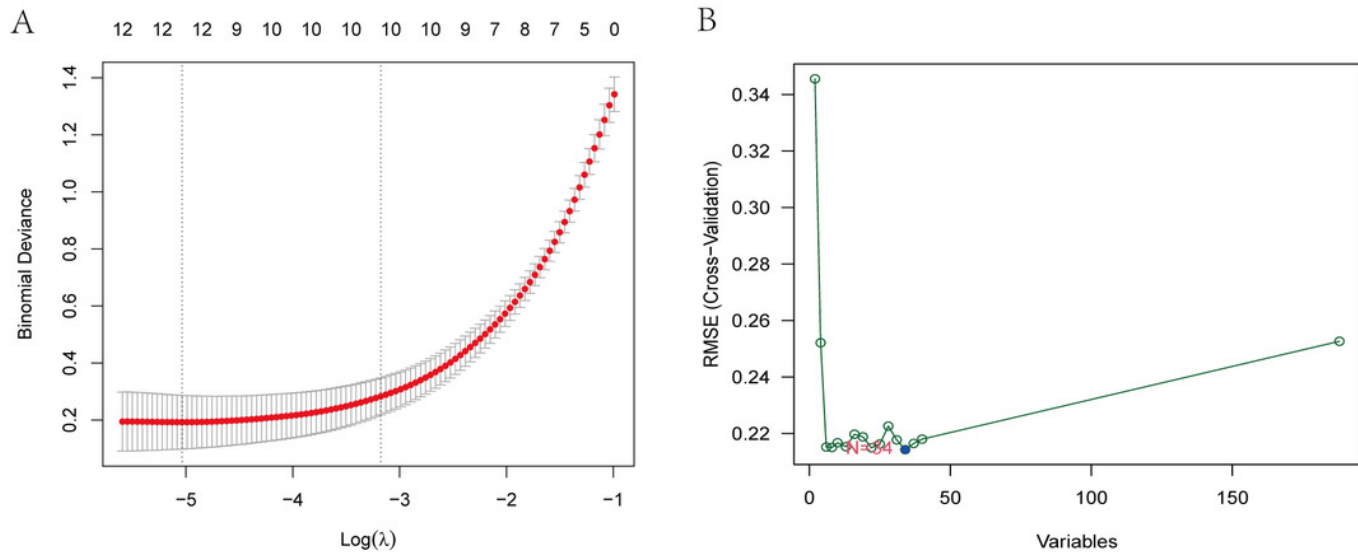 A
12 12 12 9 10 10 10 10 10 9 7 8 7 5 0
1.4
1.2
1.0
0.8
0.6
0.4
0.2
Binomial Deviance
−5 −4 −3 −2 −1
Log(λ)
B
0.34
0.32
0.30
0.28
0.26
0.24
0.22
RMSE (Cross−Validation)
N=34
0 50 100 150
Variables